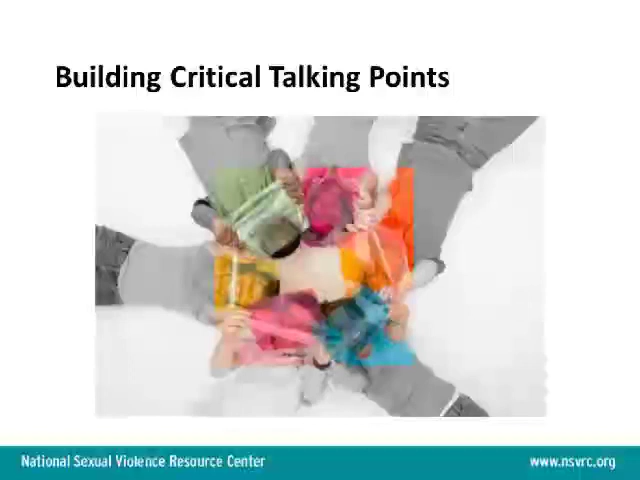 Building Critical Talking Points
National Sexual Violence Resource Center
www.nsvrc.org